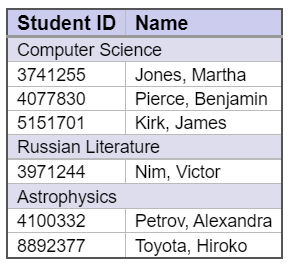 Student ID Name
Computer Science
3741255 Jones, Martha
4077830 Pierce, Benjamin
5151701 Kirk, James
Russian Literature
3971244 Nim, Victor
Astrophysics
4100332 Petrov, Alexandra
8892377 Toyota, Hiroko